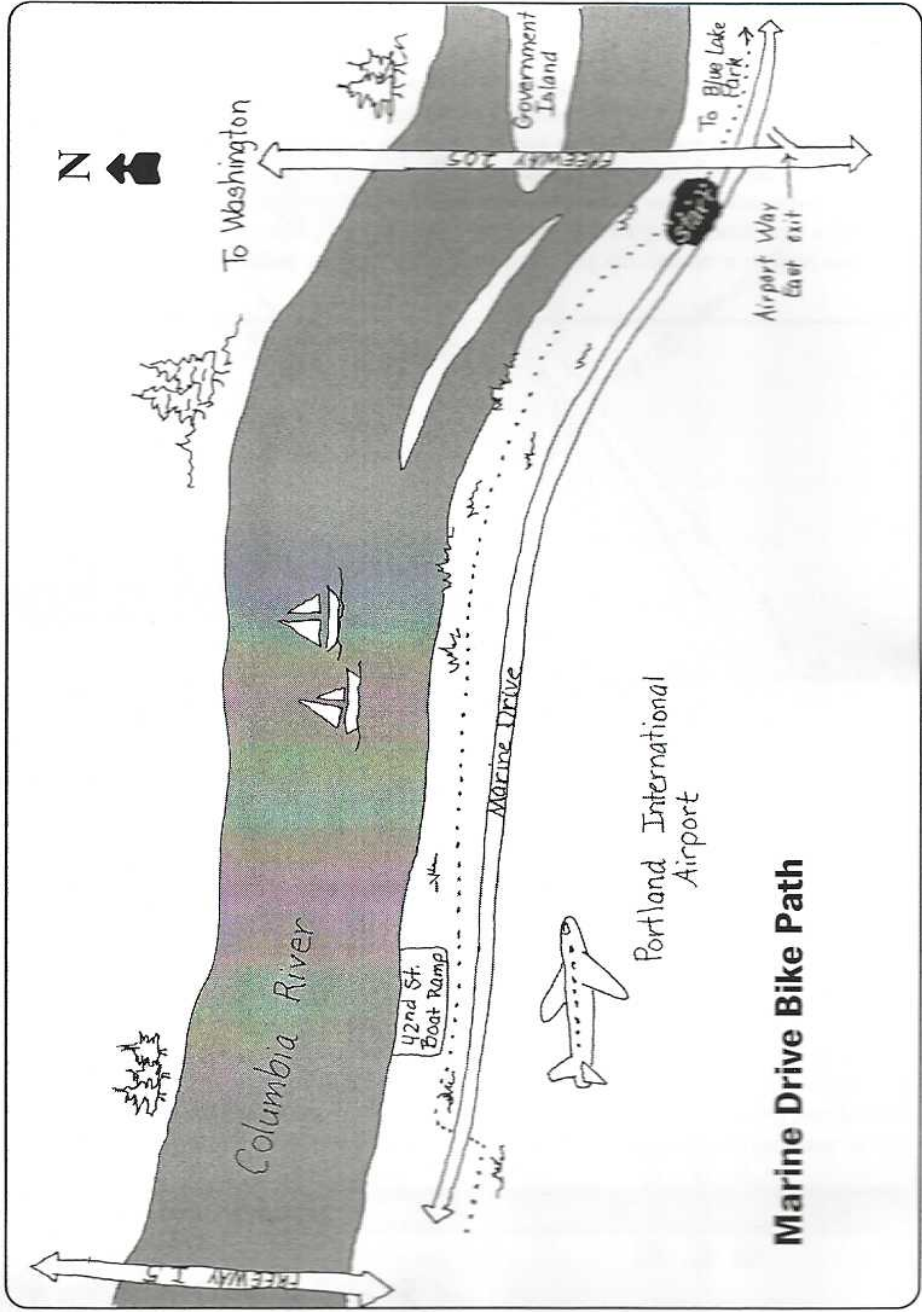 N
To Washington
Government
Island
FREEWAY 205
To Blue Lake
Park
Start
Airport Way
East exit
Columbia River
FREEWAY I 5
42nd St.
Boat Ramp
Marine Drive
Portland International
Airport
Marine Drive Bike Path